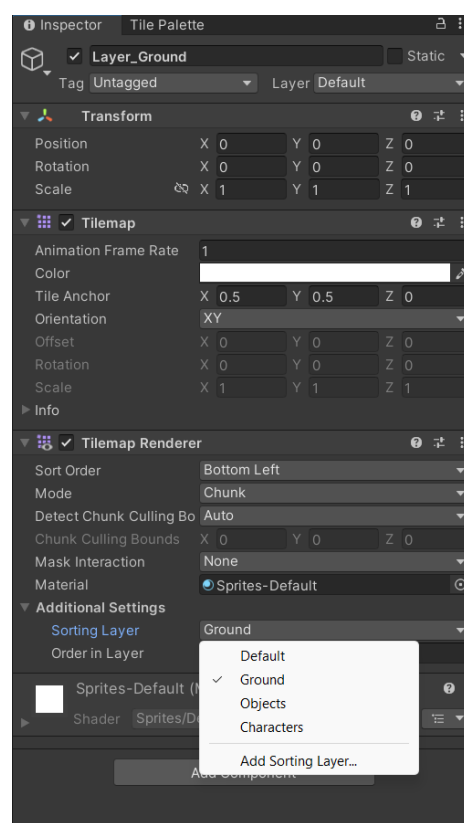 Inspector Tile Palette
Layer_Ground Static
Tag Untagged Layer Default
Transform
Position X 0 Y 0 Z 0
Rotation X 0 Y 0 Z 0
Scale X 1 Y 1 Z 1
Tilemap
Animation Frame Rate 1
Color
Tile Anchor X 0.5 Y 0.5 Z 0
Orientation XY
Offset X 0 Y 0 Z 0
Rotation X 0 Y 0 Z 0
Scale X 1 Y 1 Z 1
Info
Tilemap Renderer
Sort Order Bottom Left
Mode Chunk
Detect Chunk Culling Bo Auto
Chunk Culling Bounds X 0 Y 0 Z 0
Mask Interaction None
Material Sprites-Default
Additional Settings
Sorting Layer Ground
Order in Layer
Default
Ground
Objects
Characters
Add Sorting Layer...
Sprites-Default (
Shader Sprites/D
Add Component